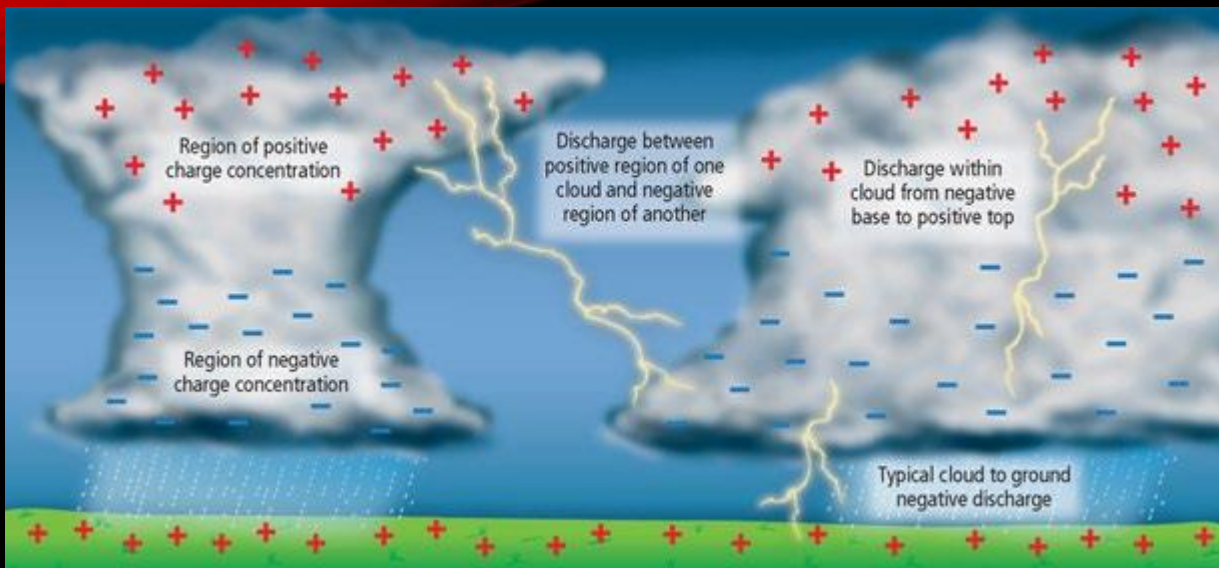 Region of positive
charge concentration
Region of negative
charge concentration
Discharge between
positive region of one
cloud and negative
region of another
Discharge within
cloud from negative
base to positive top
Typical cloud to ground
negative discharge